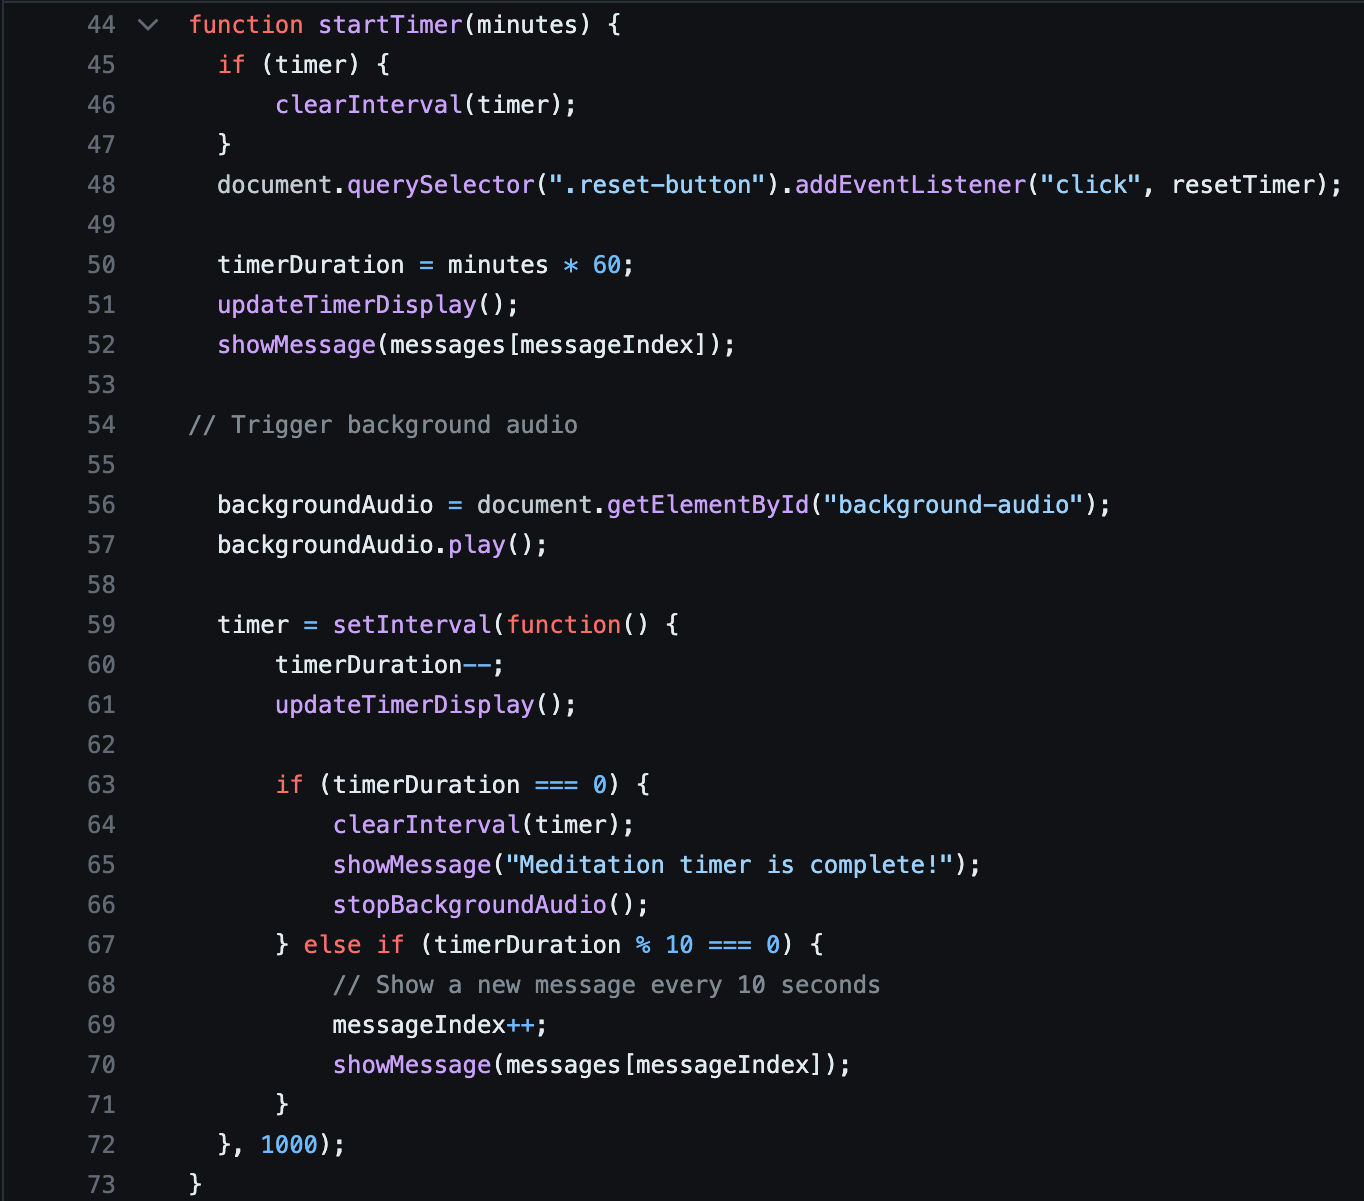 44 function startTimer(minutes) {
45   if (timer) {
46       clearInterval(timer);
47   }
48   document.querySelector(".reset-button").addEventListener("click", resetTimer);
49
50   timerDuration = minutes * 60;
51   updateTimerDisplay();
52   showMessage(messages[messageIndex]);
53
54 // Trigger background audio
55
56   backgroundAudio = document.getElementById("background-audio");
57   backgroundAudio.play();
58
59   timer = setInterval(function() {
60       timerDuration--;
61       updateTimerDisplay();
62
63       if (timerDuration === 0) {
64           clearInterval(timer);
65           showMessage("Meditation timer is complete!");
66           stopBackgroundAudio();
67       } else if (timerDuration % 10 === 0) {
68           // Show a new message every 10 seconds
69           messageIndex++;
70           showMessage(messages[messageIndex]);
71       }
72   }, 1000);
73 }